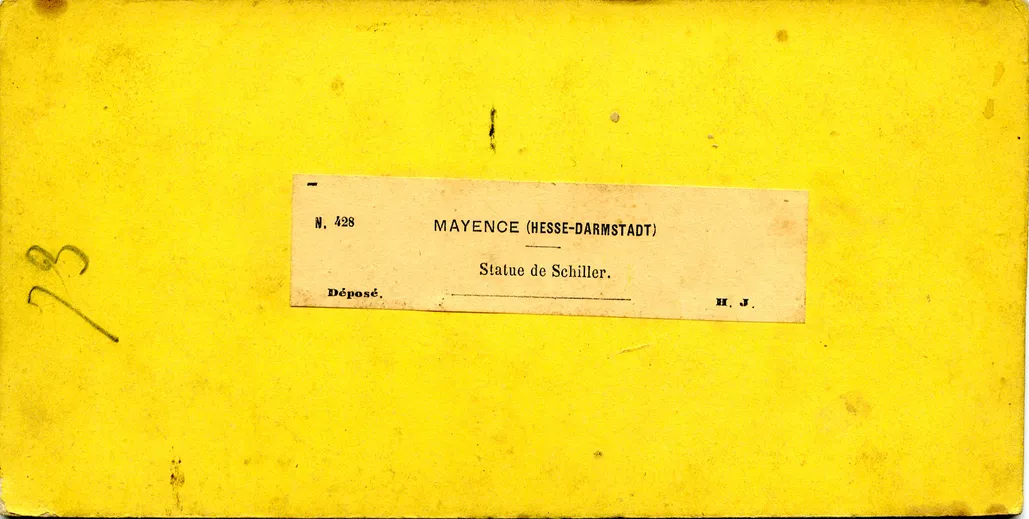 N. 428
MAYENCE (HESSE-DARMSTADT)
Statue de Schiller.
Déposé.
H. J.